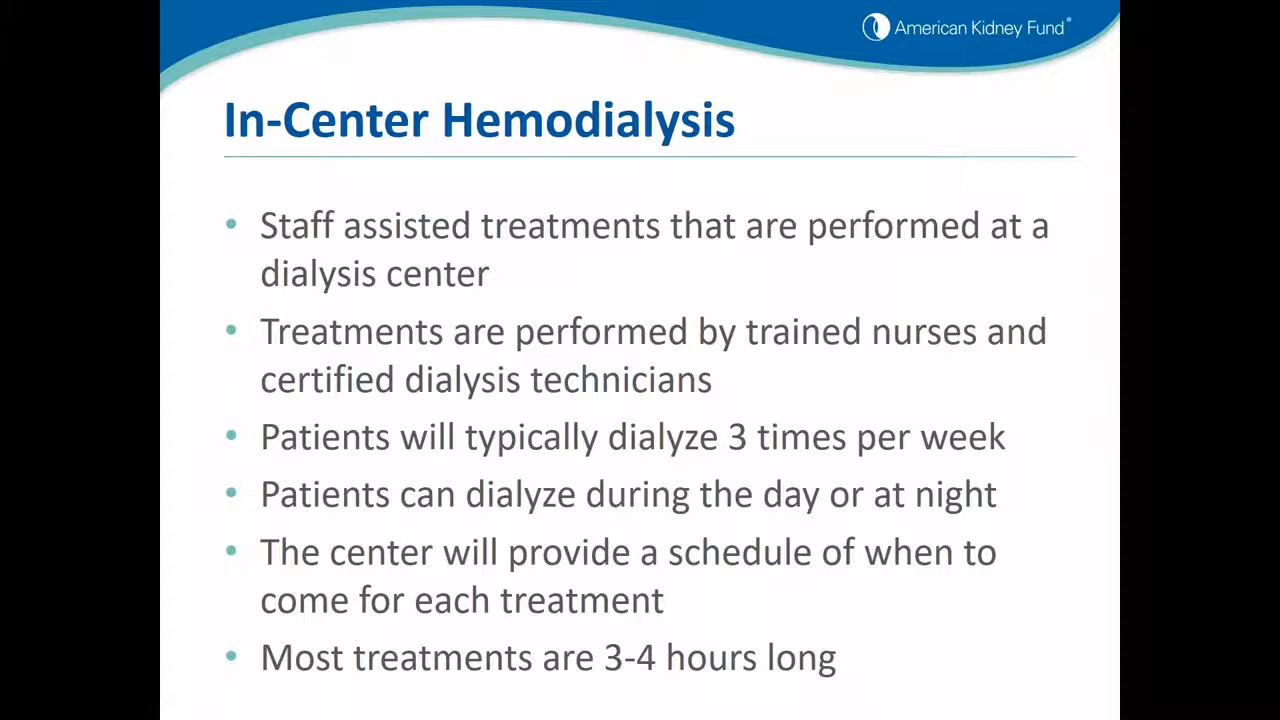 American Kidney Fund®
In-Center Hemodialysis
• Staff assisted treatments that are performed at a
dialysis center
• Treatments are performed by trained nurses and
certified dialysis technicians
• Patients will typically dialyze 3 times per week
• Patients can dialyze during the day or at night
• The center will provide a schedule of when to
come for each treatment
• Most treatments are 3-4 hours long